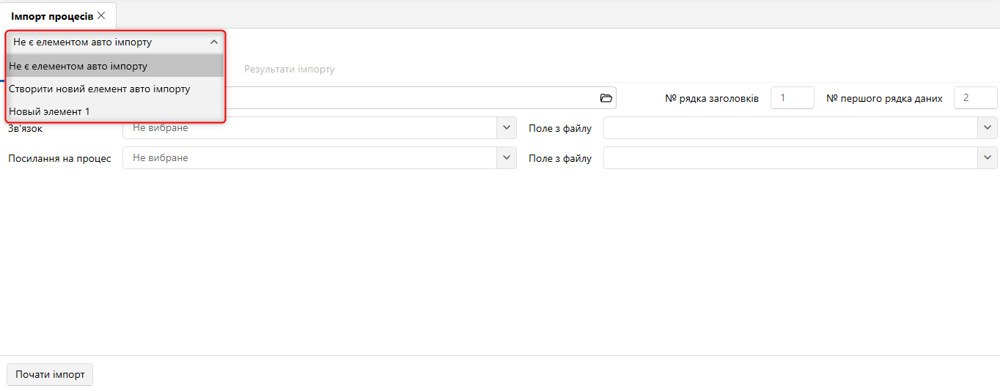 Імпорт процесів
Не є елементом авто імпорту
Не є елементом авто імпорту
Результати імпорту
Створити новий елемент авто імпорту
№ рядка заголовків 1 № першого рядка даних 2
Новый элемент 1
Зв'язок Не вибране Поле з файлу
Посилання на процес Не вибране Поле з файлу
Почати імпорт